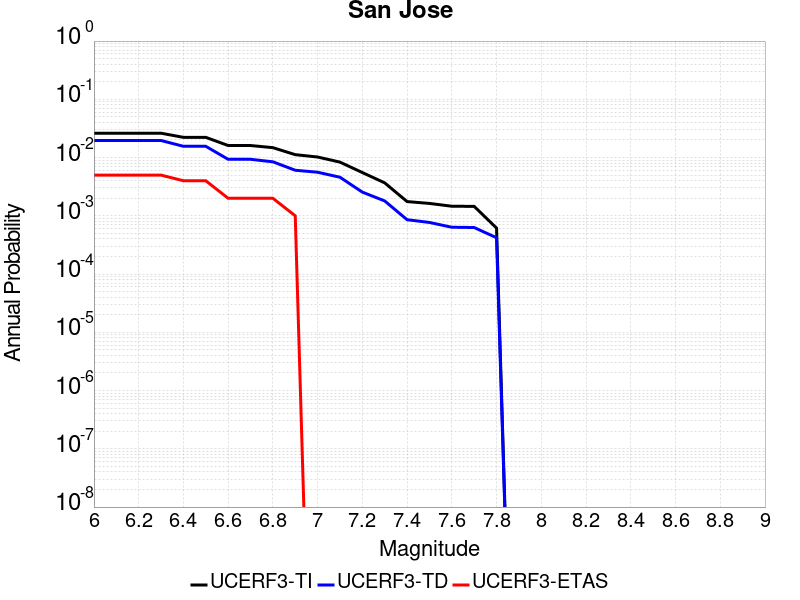 San Jose
10^0
10^-1
10^-2
10^-3
10^-4
10^-5
10^-6
10^-7
10^-8
Annual Probability
6 6.2 6.4 6.6 6.8 7 7.2 7.4 7.6 7.8 8 8.2 8.4 8.6 8.8 9
Magnitude
UCERF3-TI UCERF3-TD UCERF3-ETAS